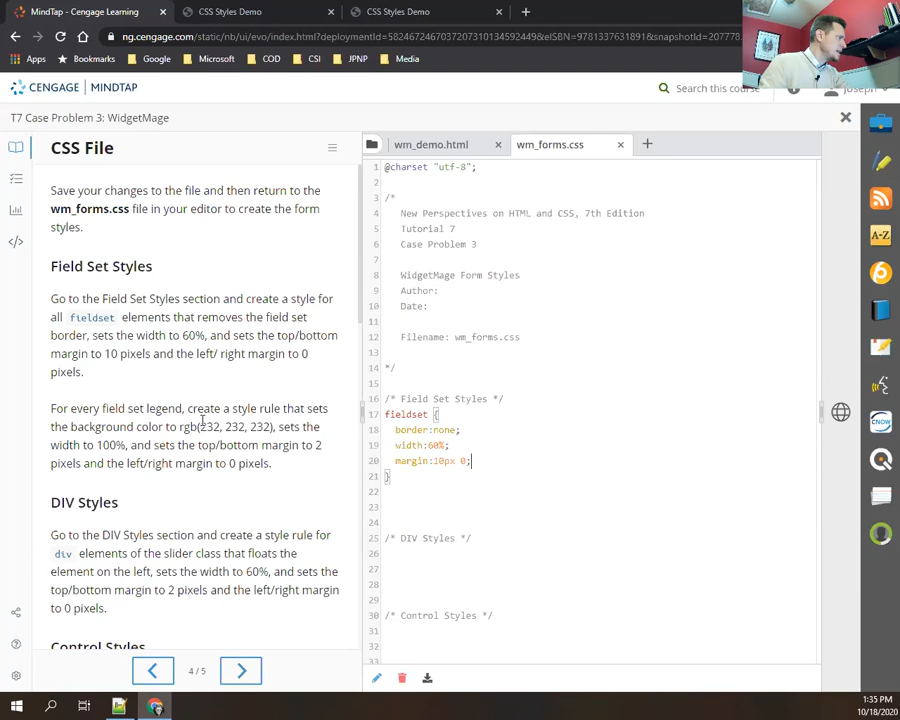 MindTap - Cengage Learning
CSS Styles Demo
CSS Styles Demo
ng.cengage.com/static/nb/ui/evo/index.html?deploymentId=5824672467037207310134592449&eISBN=9781337631891&snapshotId=207778
Apps
Bookmarks
Google
Microsoft
COD
CSI
JPNP
Media
CENGAGE | MINDTAP
Search this course
T7 Case Problem 3: WidgetMage
CSS File
Save your changes to the file and then return to the
wm_forms.css file in your editor to create the form
styles.
Field Set Styles
Go to the Field Set Styles section and create a style for
all fieldset elements that removes the field set
border, sets the width to 60%, and sets the top/bottom
margin to 10 pixels and the left/ right margin to 0
pixels.
For every field set legend, create a style rule that sets
the background color to rgb(232, 232, 232), sets the
width to 100%, and sets the top/bottom margin to 2
pixels and the left/right margin to 0 pixels.
DIV Styles
Go to the DIV Styles section and create a style rule for
div elements of the slider class that floats the
element on the left, sets the width to 60%, and sets the
top/bottom margin to 2 pixels and the left/right margin
to 0 pixels.
Control Styles
4 / 5
wm_demo.html
wm_forms.css
1 @charset "utf-8";
2
3 /*
4 New Perspectives on HTML and CSS, 7th Edition
5 Tutorial 7
6 Case Problem 3
7
8 WidgetMage Form Styles
9 Author:
10 Date:
11
12 Filename: wm_forms.css
13
14 */
15
16 /* Field Set Styles */
17 fieldset {
18 border:none;
19 width:60%;
20 margin:10px 0;
21 }
22
23
24
25 /* DIV Styles */
26
27
28
29
30 /* Control Styles */
31
32
33
A-Z
CNOW
1:35 PM
10/18/2020